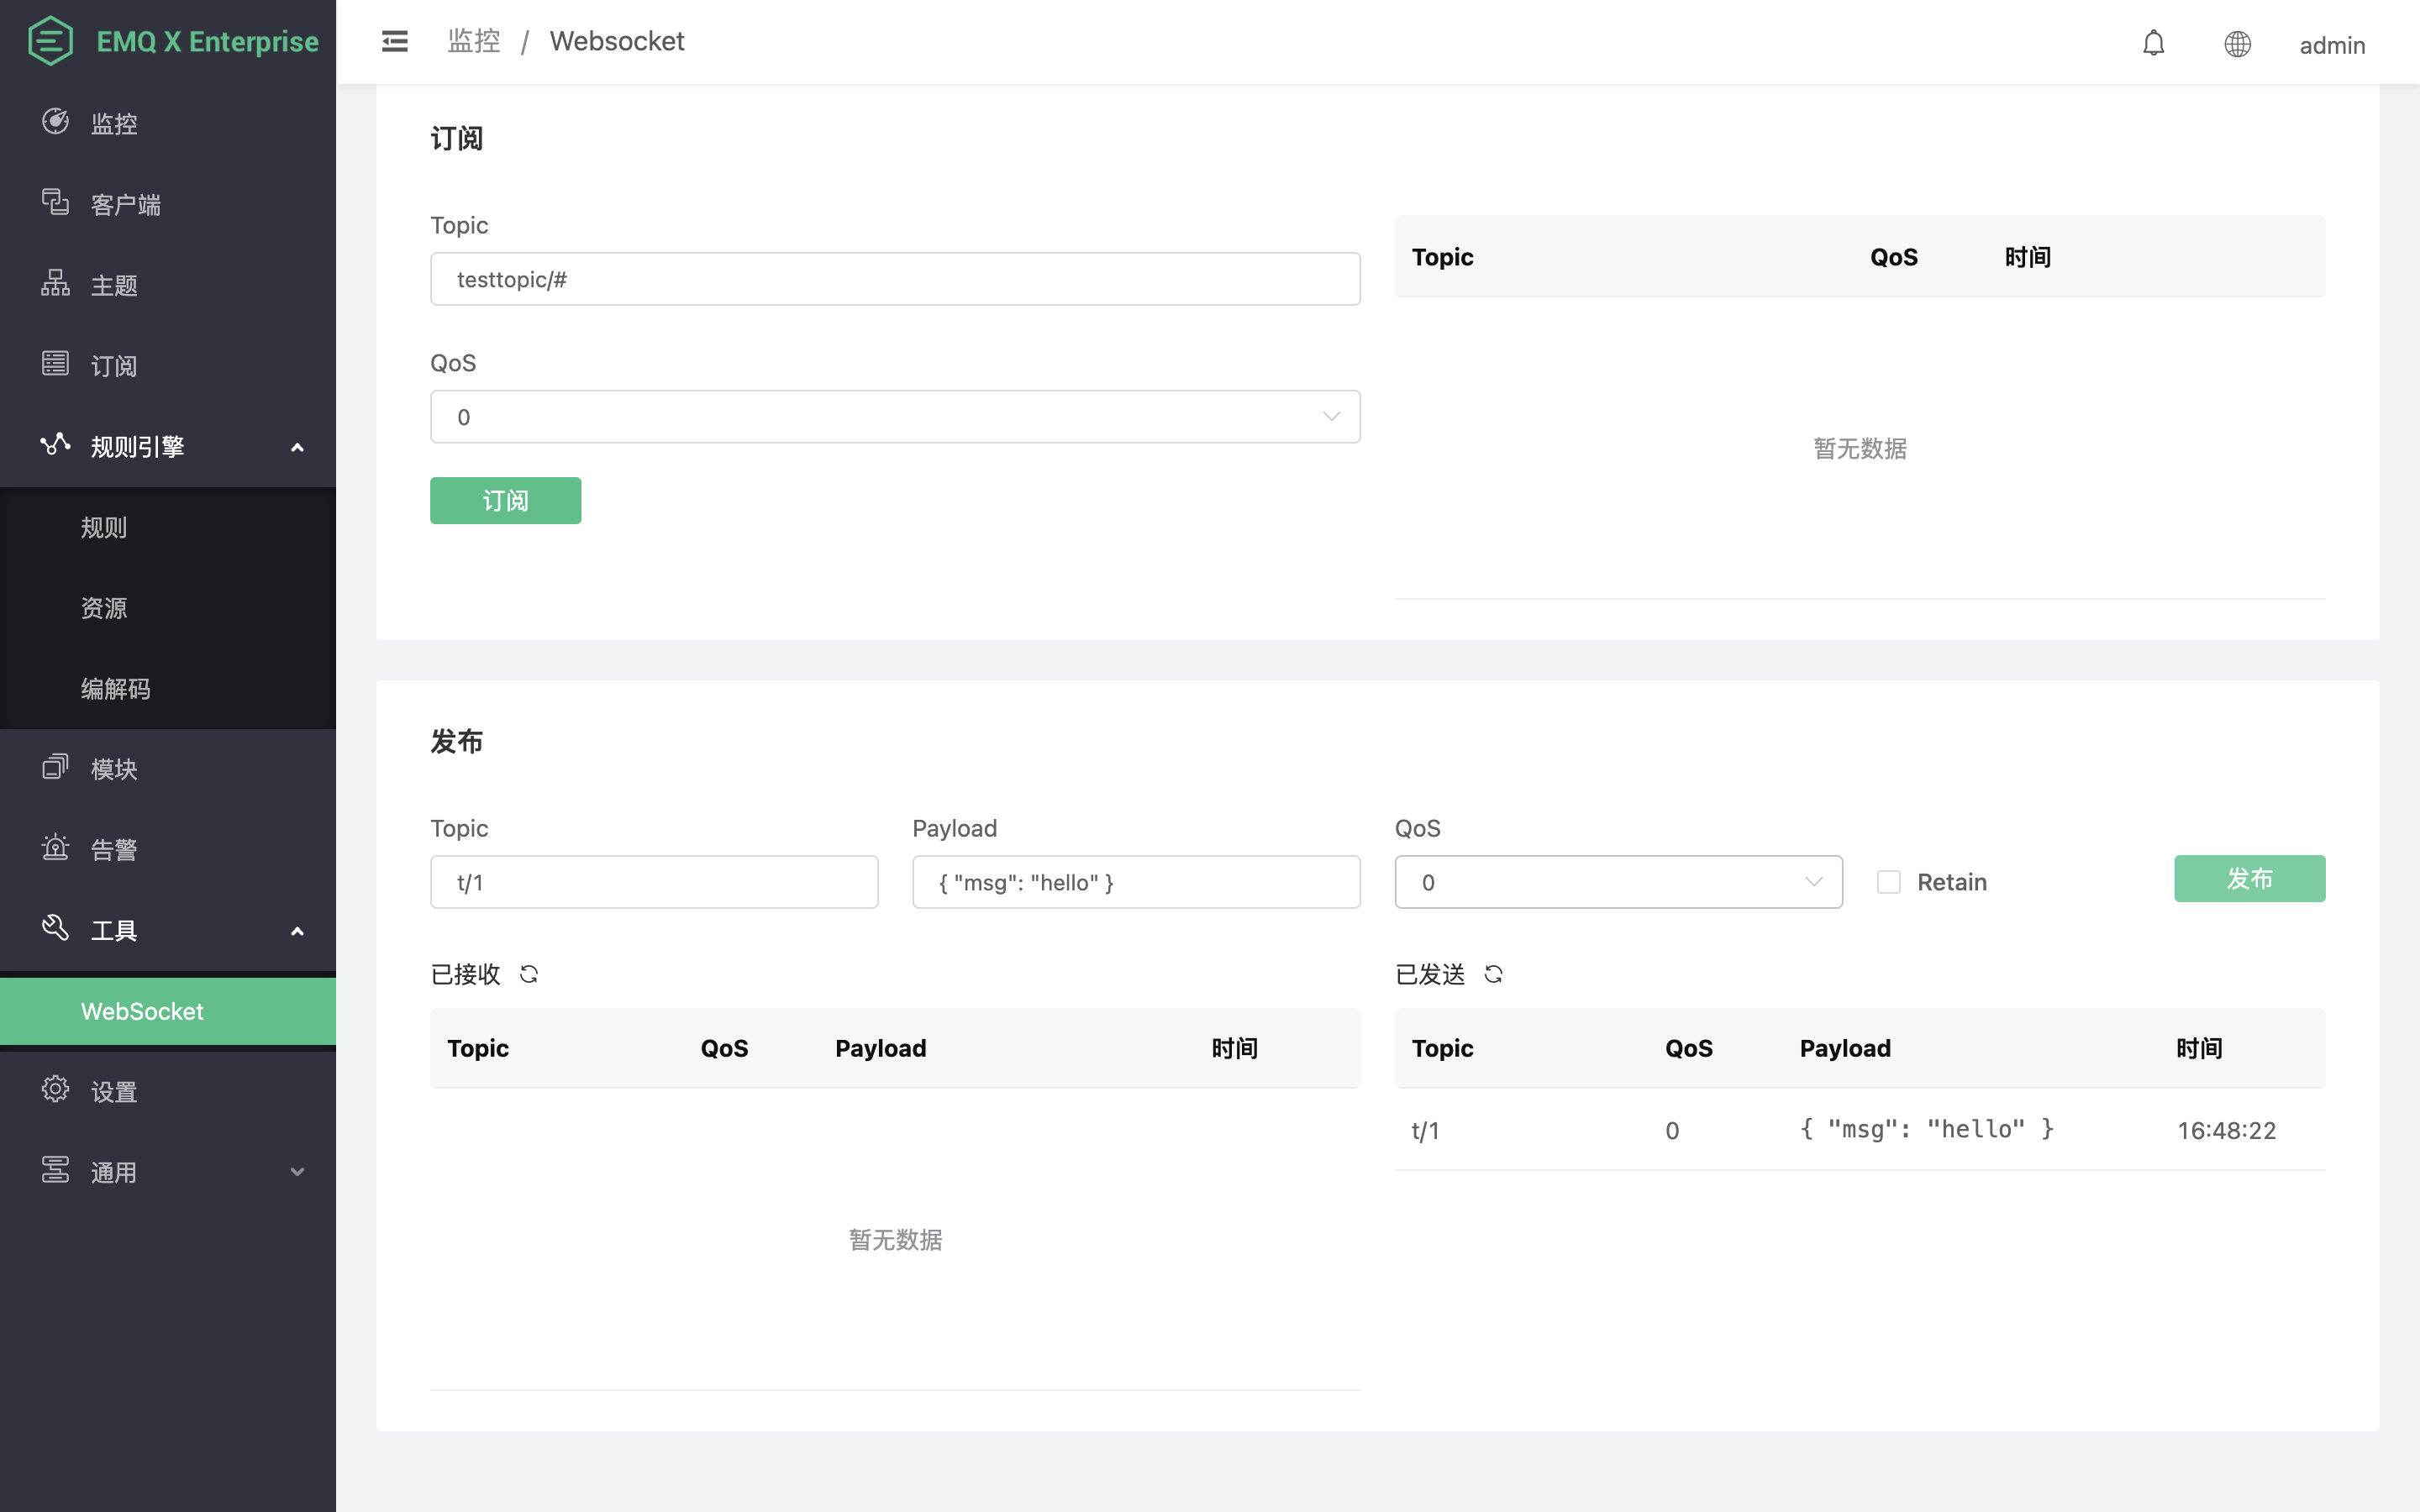 EMQ X Enterprise
监控
客户端
主题
订阅
规则引擎
规则
资源
编解码
模块
告警
工具
WebSocket
设置
通用
监控 / Websocket
admin
订阅
Topic
testtopic/#
QoS
0
订阅
Topic QoS 时间
暂无数据
发布
Topic Payload QoS
t/1 { "msg": "hello" } 0 Retain 发布
已接收
Topic QoS Payload 时间
暂无数据
已发送
Topic QoS Payload 时间
t/1 0 { "msg": "hello" } 16:48:22